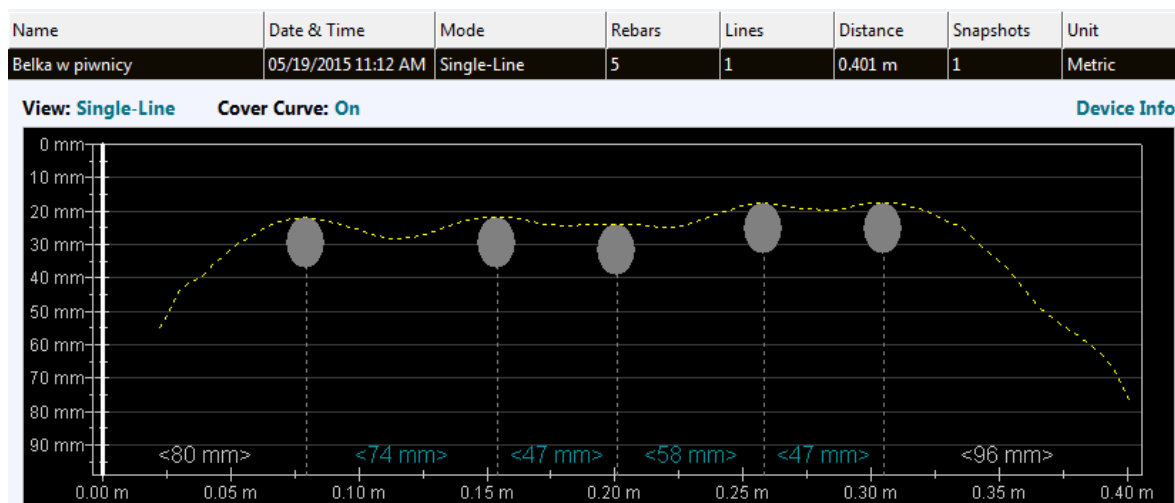 Name Date & Time Mode Rebars Lines Distance Snapshots Unit
Belka w piwnicy 05/19/2015 11:12 AM Single-Line 5 1 0.401 m 1 Metric
View: Single-Line Cover Curve: On Device Info
0 mm
10 mm
20 mm
30 mm
40 mm
50 mm
60 mm
70 mm
80 mm
90 mm
<80 mm> <74 mm> <47 mm> <58 mm> <47 mm> <96 mm>
0.00 m 0.05 m 0.10 m 0.15 m 0.20 m 0.25 m 0.30 m 0.35 m 0.40 m